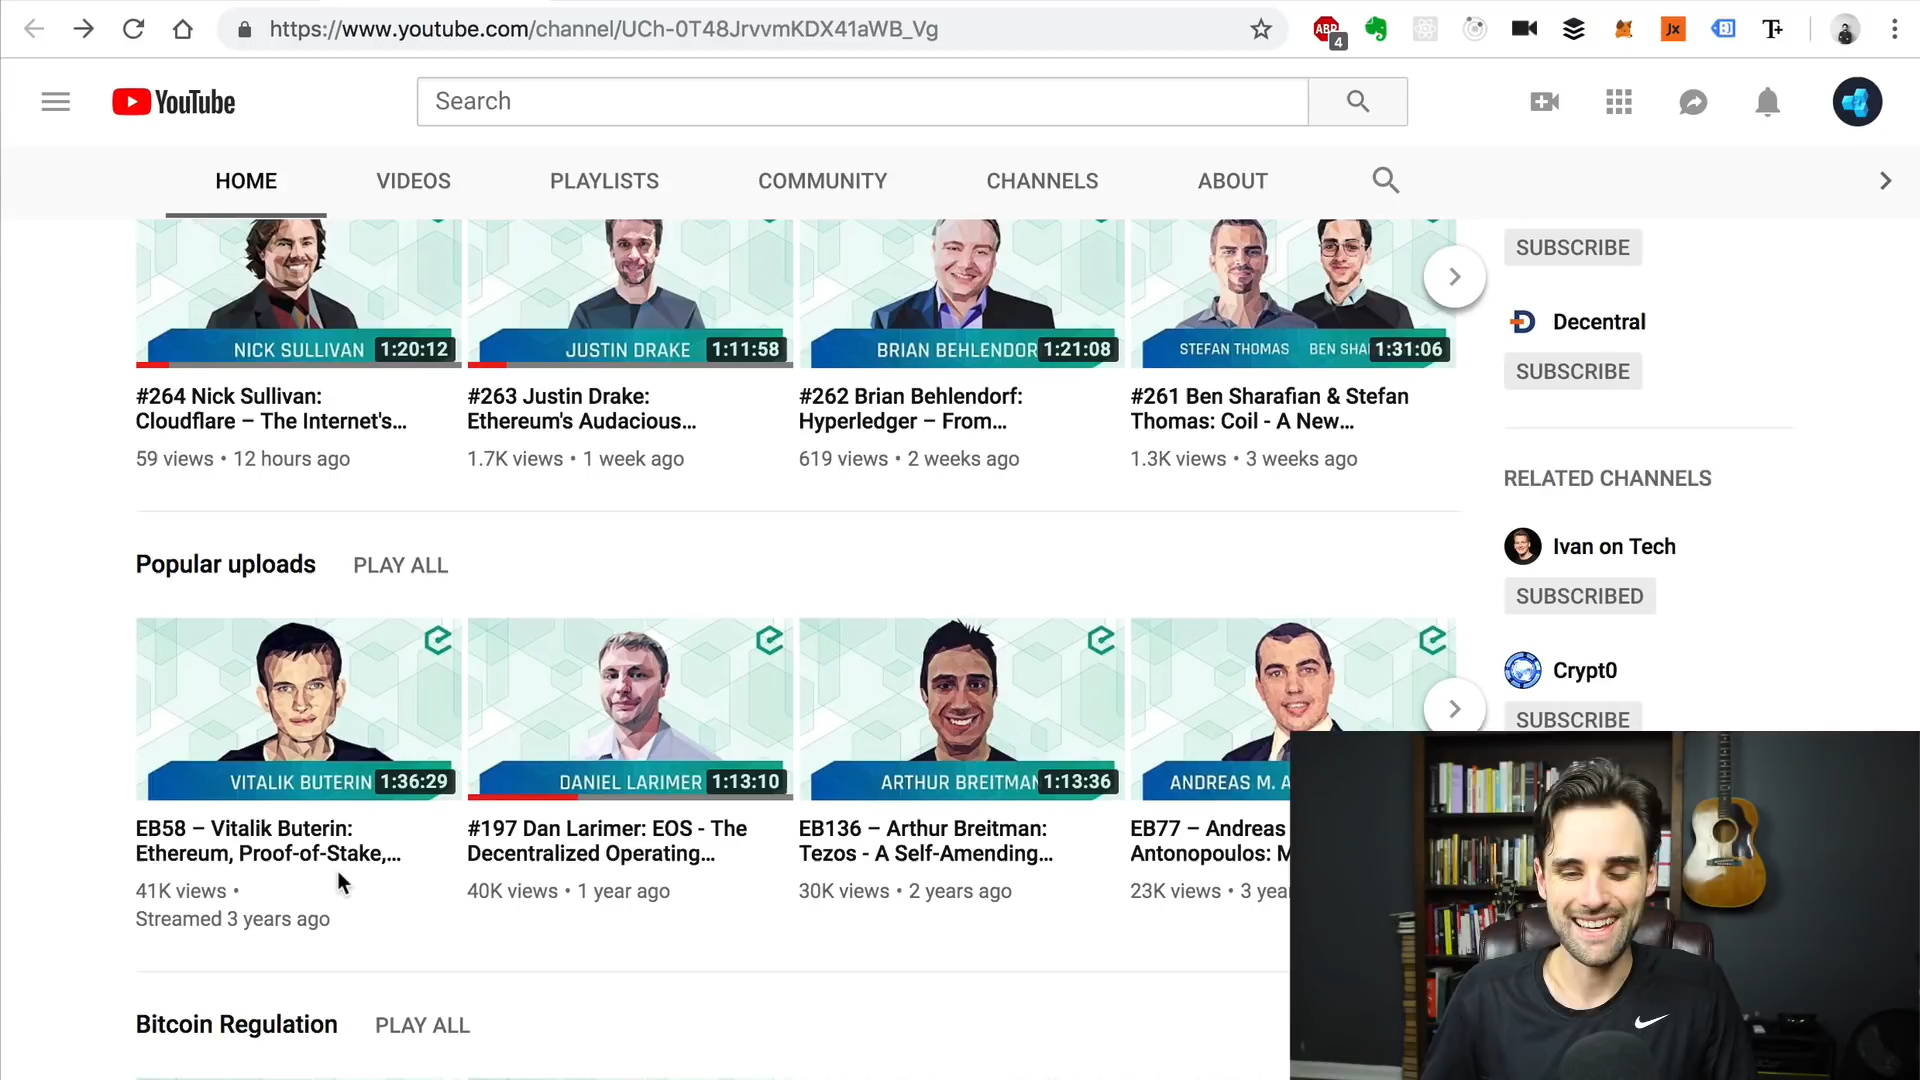 https://www.youtube.com/channel/UCh-0T48JrvvmKDX41aWB_Vg
ABP
4
Jx
YouTube
Search
HOME
VIDEOS
PLAYLISTS
COMMUNITY
CHANNELS
ABOUT
NICK SULLIVAN
1:20:12
JUSTIN DRAKE
1:11:58
BRIAN BEHLENDOR
1:21:08
STEFAN THOMAS
BEN SHA
1:31:06
#264 Nick Sullivan:
Cloudflare – The Internet's...
59 views • 12 hours ago
#263 Justin Drake:
Ethereum's Audacious...
1.7K views • 1 week ago
#262 Brian Behlendorf:
Hyperledger – From...
619 views • 2 weeks ago
#261 Ben Sharafian & Stefan
Thomas: Coil - A New...
1.3K views • 3 weeks ago
SUBSCRIBE
Decentral
SUBSCRIBE
RELATED CHANNELS
Ivan on Tech
SUBSCRIBED
Crypt0
SUBSCRIBE
Popular uploads
PLAY ALL
VITALIK BUTERIN
1:36:29
DANIEL LARIMER
1:13:10
ARTHUR BREITMAN
1:13:36
ANDREAS M. A
EB58 – Vitalik Buterin:
Ethereum, Proof-of-Stake,...
41K views •
Streamed 3 years ago
#197 Dan Larimer: EOS - The
Decentralized Operating...
40K views • 1 year ago
EB136 – Arthur Breitman:
Tezos - A Self-Amending...
30K views • 2 years ago
EB77 – Andreas
Antonopoulos: M
23K views • 3 yea
Bitcoin Regulation
PLAY ALL